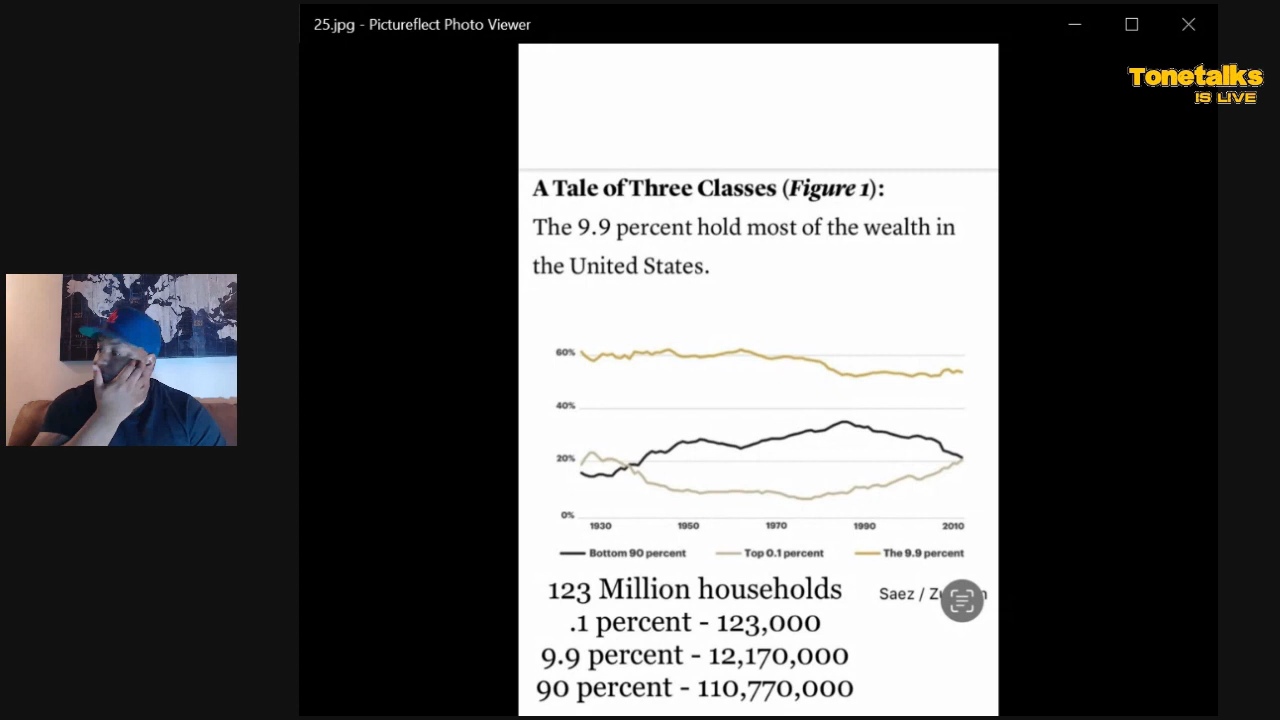 25.jpg - Pictureflect Photo Viewer
Tonetalks
IS LIVE
A Tale of Three Classes (Figure 1):
The 9.9 percent hold most of the wealth in
the United States.
60%
40%
20%
0%
1930 1950 1970 1990 2010
Bottom 90 percent Top 0.1 percent The 9.9 percent
123 Million households
Saez /
.1 percent - 123,000
9.9 percent - 12,170,000
90 percent - 110,770,000